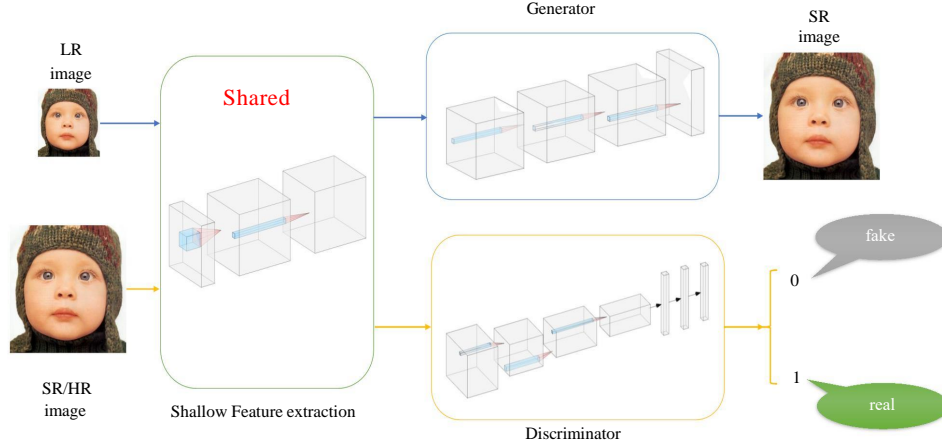 Generator
SR
image
LR
image
Shared
fake
0
SR/HR
image
1
real
Shallow Feature extraction
Discriminator